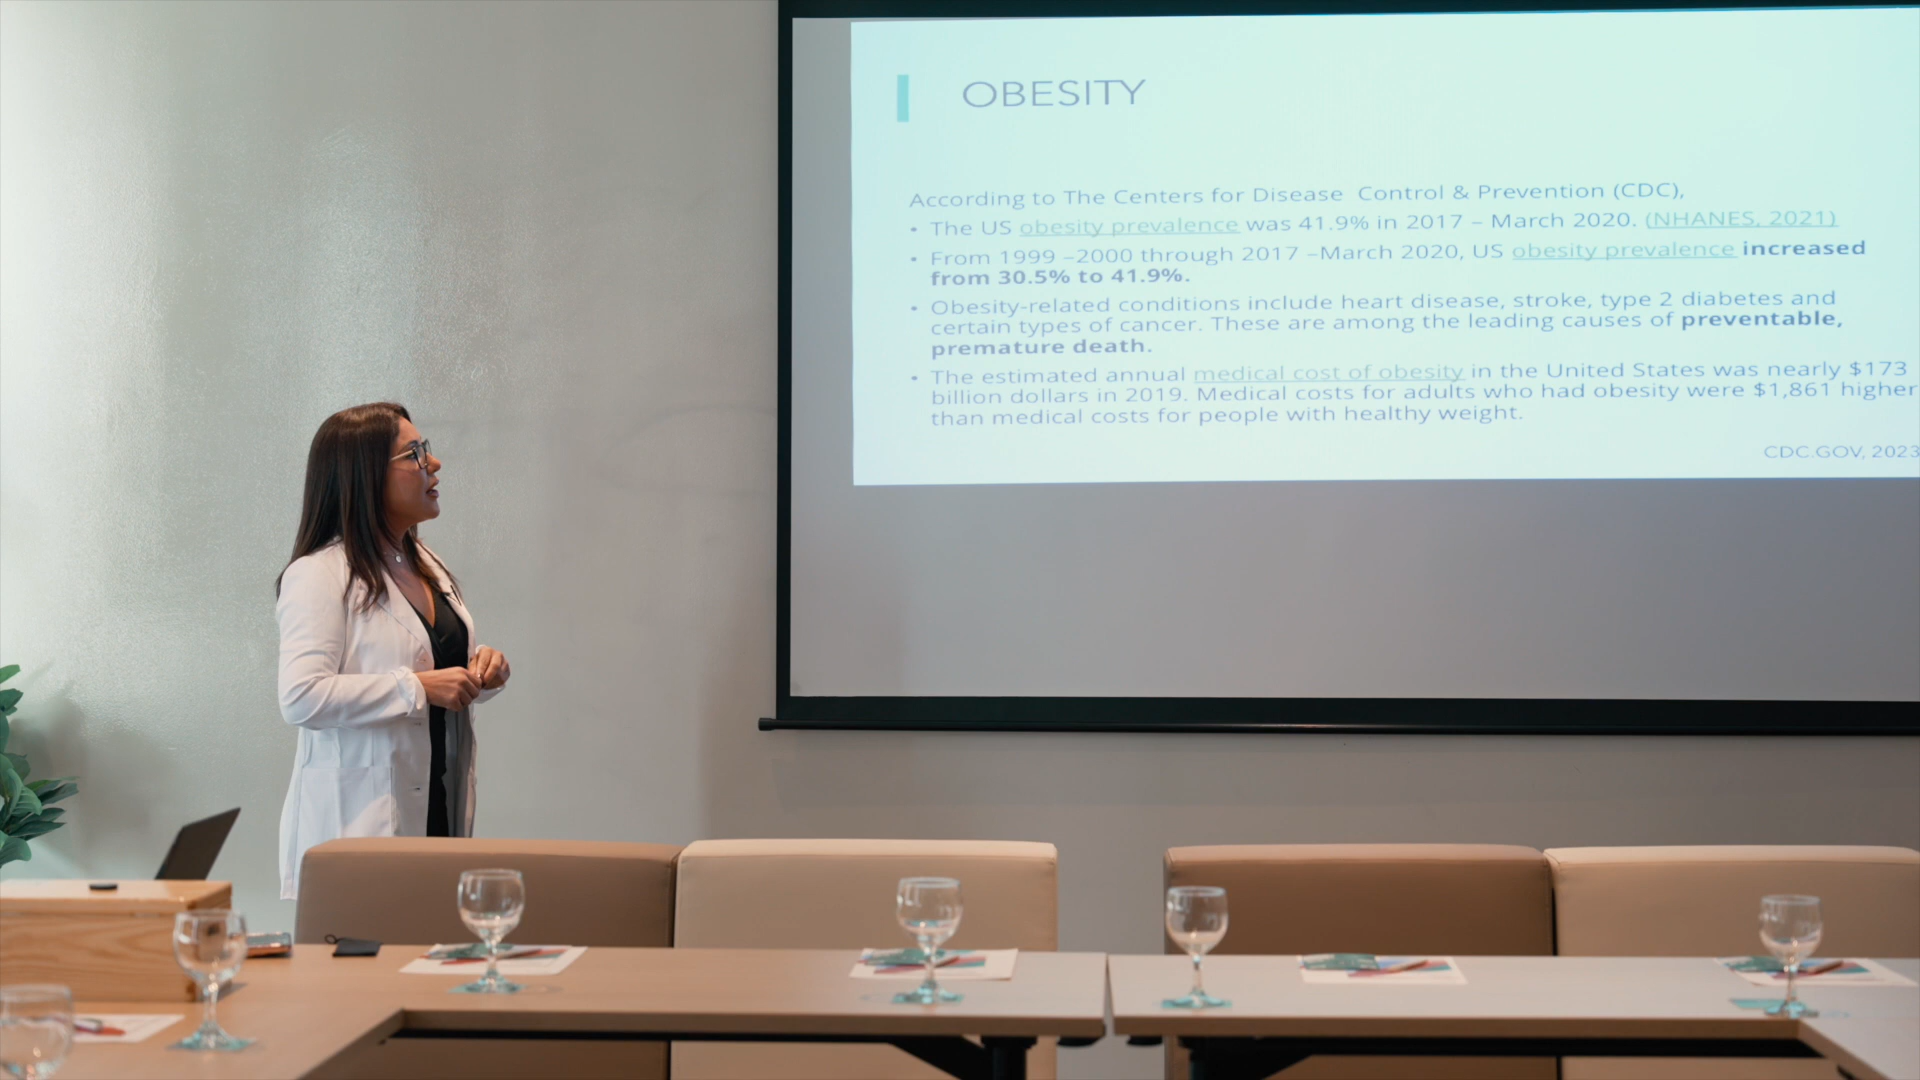 OBESITY
According to The Centers for Disease Control & Prevention (CDC),
• The US obesity prevalence was 41.9% in 2017 – March 2020. (NHANES, 2021)
• From 1999 –2000 through 2017 –March 2020, US obesity prevalence increased
from 30.5% to 41.9%.
• Obesity-related conditions include heart disease, stroke, type 2 diabetes and
certain types of cancer. These are among the leading causes of preventable,
premature death.
• The estimated annual medical cost of obesity in the United States was nearly $173
billion dollars in 2019. Medical costs for adults who had obesity were $1,861 higher
than medical costs for people with healthy weight.
CDC.GOV, 2023